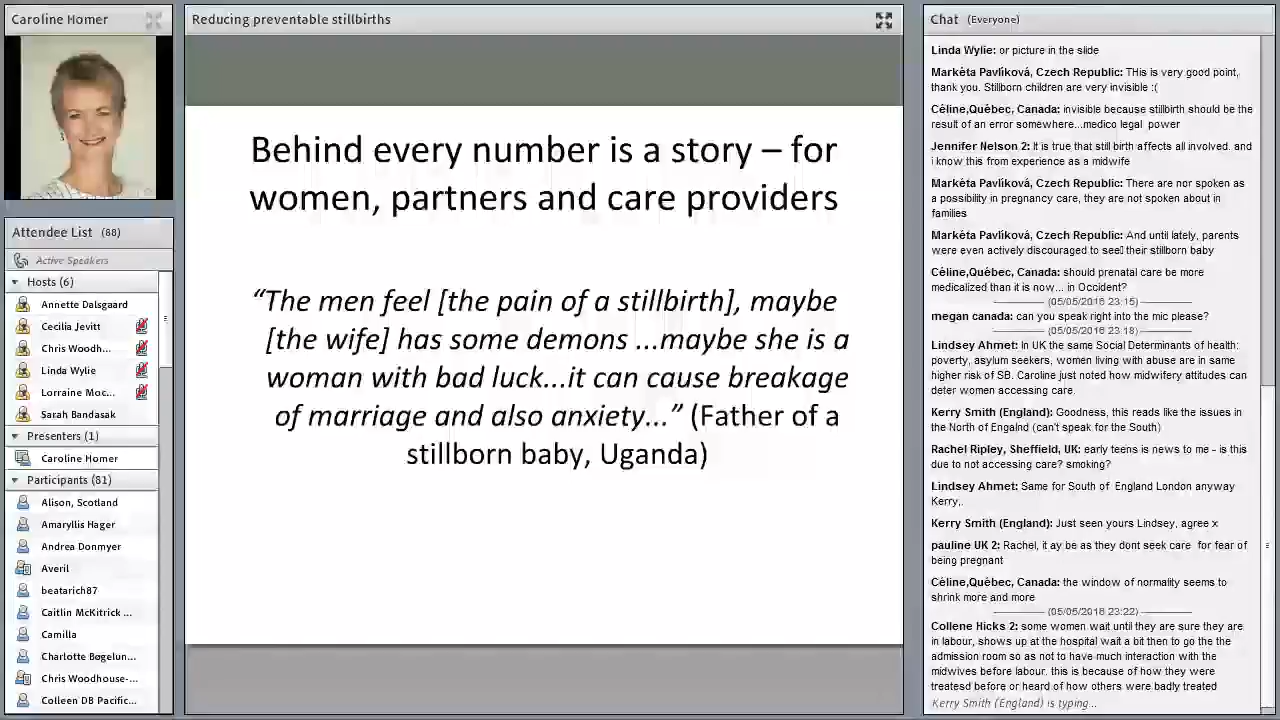 Caroline Homer
Attendee List (88)
Active Speakers
Hosts (6)
Annette Dalsgaard
Cecilia Jevitt
Chris Woodh...
Linda Wylie
Lorraine Moc...
Sarah Bandasak
Presenters (1)
Caroline Homer
Participants (81)
Alison, Scotland
Amaryllis Hager
Andrea Donmyer
Averil
beatarich87
Caitlin McKitrick ...
Camilla
Charlotte Bøgelun...
Chris Woodhouse-...
Colleen DB Pacific...
Reducing preventable stillbirths
Behind every number is a story – for
women, partners and care providers
“The men feel [the pain of a stillbirth], maybe
[the wife] has some demons ...maybe she is a
woman with bad luck...it can cause breakage
of marriage and also anxiety...” (Father of a
stillborn baby, Uganda)
Chat (Everyone)
Linda Wylie: or picture in the slide
Markéta Pavlíková, Czech Republic: THis is very good point,
thank you. Stillborn children are very invisible :(
Céline,Québec, Canada: invisible because stillbirth should be the
result of an error somewhere...medico legal power
Jennifer Nelson 2: It is true that still birth affects all involved. and
i know this from experience as a midwife
Markéta Pavlíková, Czech Republic: There are nor spoken as
a possibility in pregnancy care, they are not spoken about in
families
Markéta Pavlíková, Czech Republic: And until lately, parents
were even actively discouraged to see their stillborn baby
Céline,Québec, Canada: should prenatal care be more
medicalized than it is now... in Occident?
(05/05/2016 23:15)
megan canada: can you speak right into the mic please?
(05/05/2016 23:18)
Lindsey Ahmet: In UK the same Social Determinants of health:
poverty, asylum seekers, women living with abuse are in same
higher risk of SB. Caroline just noted how midwifery attitudes can
deter women accessing care.
Kerry Smith (England): Goodness, this reads like the issues in
the North of Engalnd (can't speak for the South)
Rachel Ripley, Sheffield, UK: early teens is news to me - is this
due to not accessing care? smoking?
Lindsey Ahmet: Same for South of England London anyway
Kerry,.
Kerry Smith (England): Just seen yours Lindsey, agree x
pauline UK 2: Rachel, it ay be as they dont seek care for fear of
being pregnant
Céline,Québec, Canada: the window of normality seems to
shrink more and more
(05/05/2016 23:22)
Collene Hicks 2: some women wait until they are sure they are
in labour, shows up at the hospital wait a bit then to go the the
admission room so as not to have much interaction with the
midwives before labour. this is because of how they were
treatesd before or heard of how others were badly treated
Kerry Smith (England) is typing...